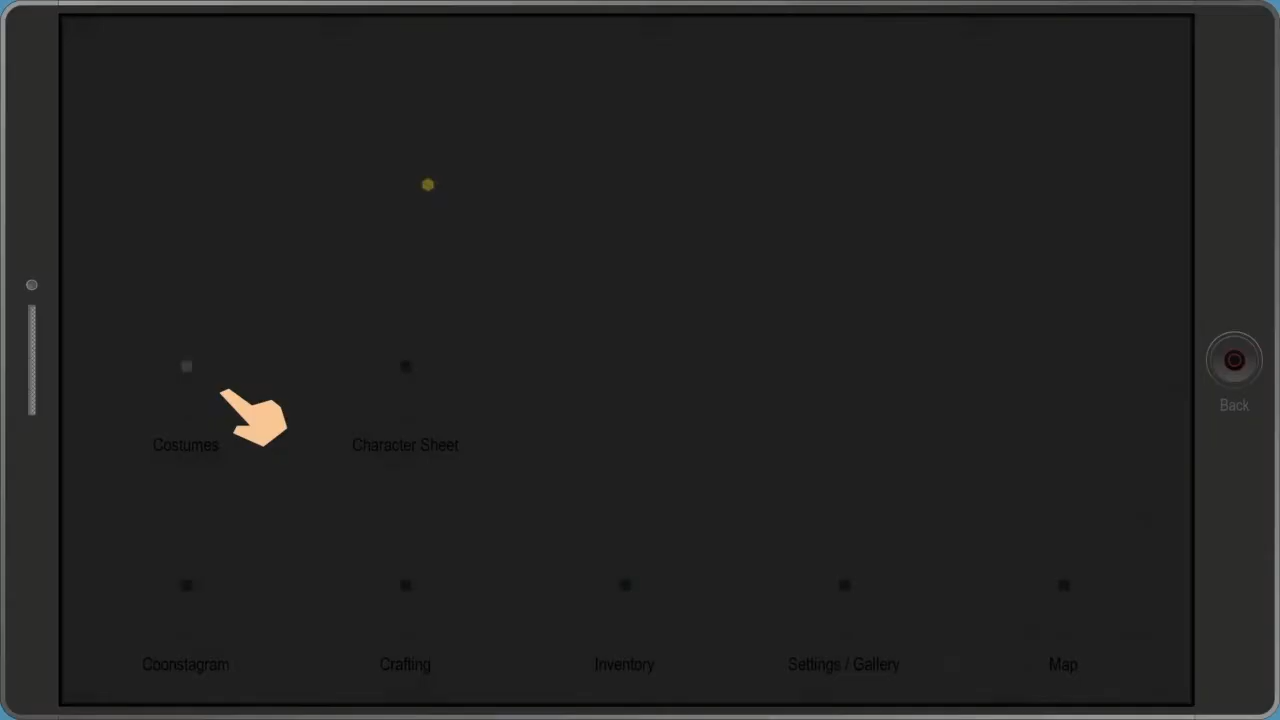 Back
Costumes
Character Sheet
Coonstagram
Crafting
Inventory
Settings / Gallery
Map